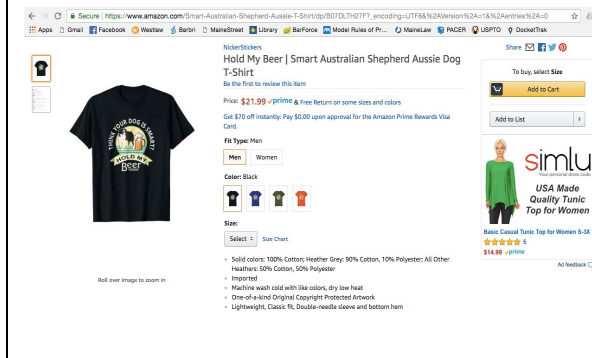 Secure | https://www.amazon.com/Smart-Australian-Shepherd-Aussie-T-Shirt/dp/B07DLTH27F?_encoding=UTF8&%2AVersion%2A=1&%2Aentries%2A=0
Apps Gmail Facebook Westlaw Barbri MaineStreet Library BarForce Model Rules of Pr... MaineLaw PACER USPTO DocketTrak
NickerStickers
Hold My Beer | Smart Australian Shepherd Aussie Dog
T-Shirt
Be the first to review this item
Price: $21.99 prime & Free Return on some sizes and colors
Get $70 off instantly: Pay $0.00 upon approval for the Amazon Prime Rewards Visa
Card.
Fit Type: Men
Men Women
Color: Black
Size:
Select Size Chart
Solid colors: 100% Cotton; Heather Grey: 90% Cotton, 10% Polyester; All Other
Heathers: 50% Cotton, 50% Polyester
Imported
Machine wash cold with like colors, dry low heat
One-of-a-kind Original Copyright Protected Artwork
Lightweight, Classic fit, Double-needle sleeve and bottom hem
THINK YOUR DOG IS SMART?
HOLD MY
Beer
Roll over image to zoom in
Share
To buy, select Size
Add to Cart
Add to List
simlu
Your personal dress code
USA Made
Quality Tunic
Top for Women
Basic Casual Tunic Top for Women S-3X
5
$14.99 prime
Ad feedback